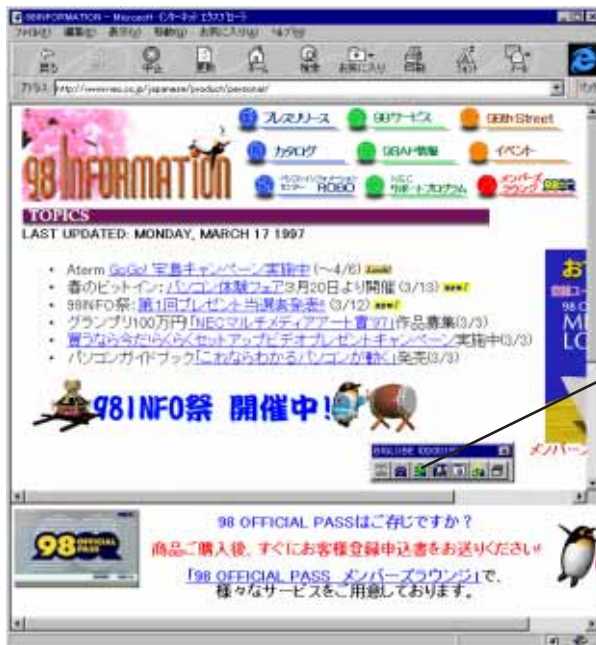 98INFORMATION - Microsoft インターネット エクスプローラ
ファイル(F) 編集(E) 表示(V) 移動(G) お気に入り(A) ヘルプ(H)
戻る 中止 更新 ホーム 検索 お気に入り 印刷
アドレス http://www.nec.co.jp/japanese/product/personal/
プレスリリース 98サービス 98th Street
98 INFORMATION
カタログ 98AP情報 イベント
ROBO NEC サポートプログラム メンバーズラウンジ
TOPICS
LAST UPDATED: MONDAY, MARCH 17 1997
・ Aterm GoGo! 宝島キャンペーン実施中 (~4/6)
・ 春のビットイン: パソコン体験フェア3月20日より開催 (3/13) new!
・ 98INFO祭: 第1回プレゼント当選者発表!! (3/12) new!
・ グランプリ100万円「NECマルチメディアアート賞'97」作品募集(3/3)
・ 買うなら今だらくらくセットアップビデオプレゼントキャンペーン実施中(3/3)
・ パソコンガイドブック「これならわかるパソコンが動く」発売(3/3)
98INFO祭 開催中!
メンバー
98 OFFICIAL PASSはご存じですか?
98 OFFICIAL PASS
商品ご購入後、すぐにお客様登録申込書をお送りください!
「98 OFFICIAL PASS メンバーズラウンジ」で、
様々なサービスをご用意しております。